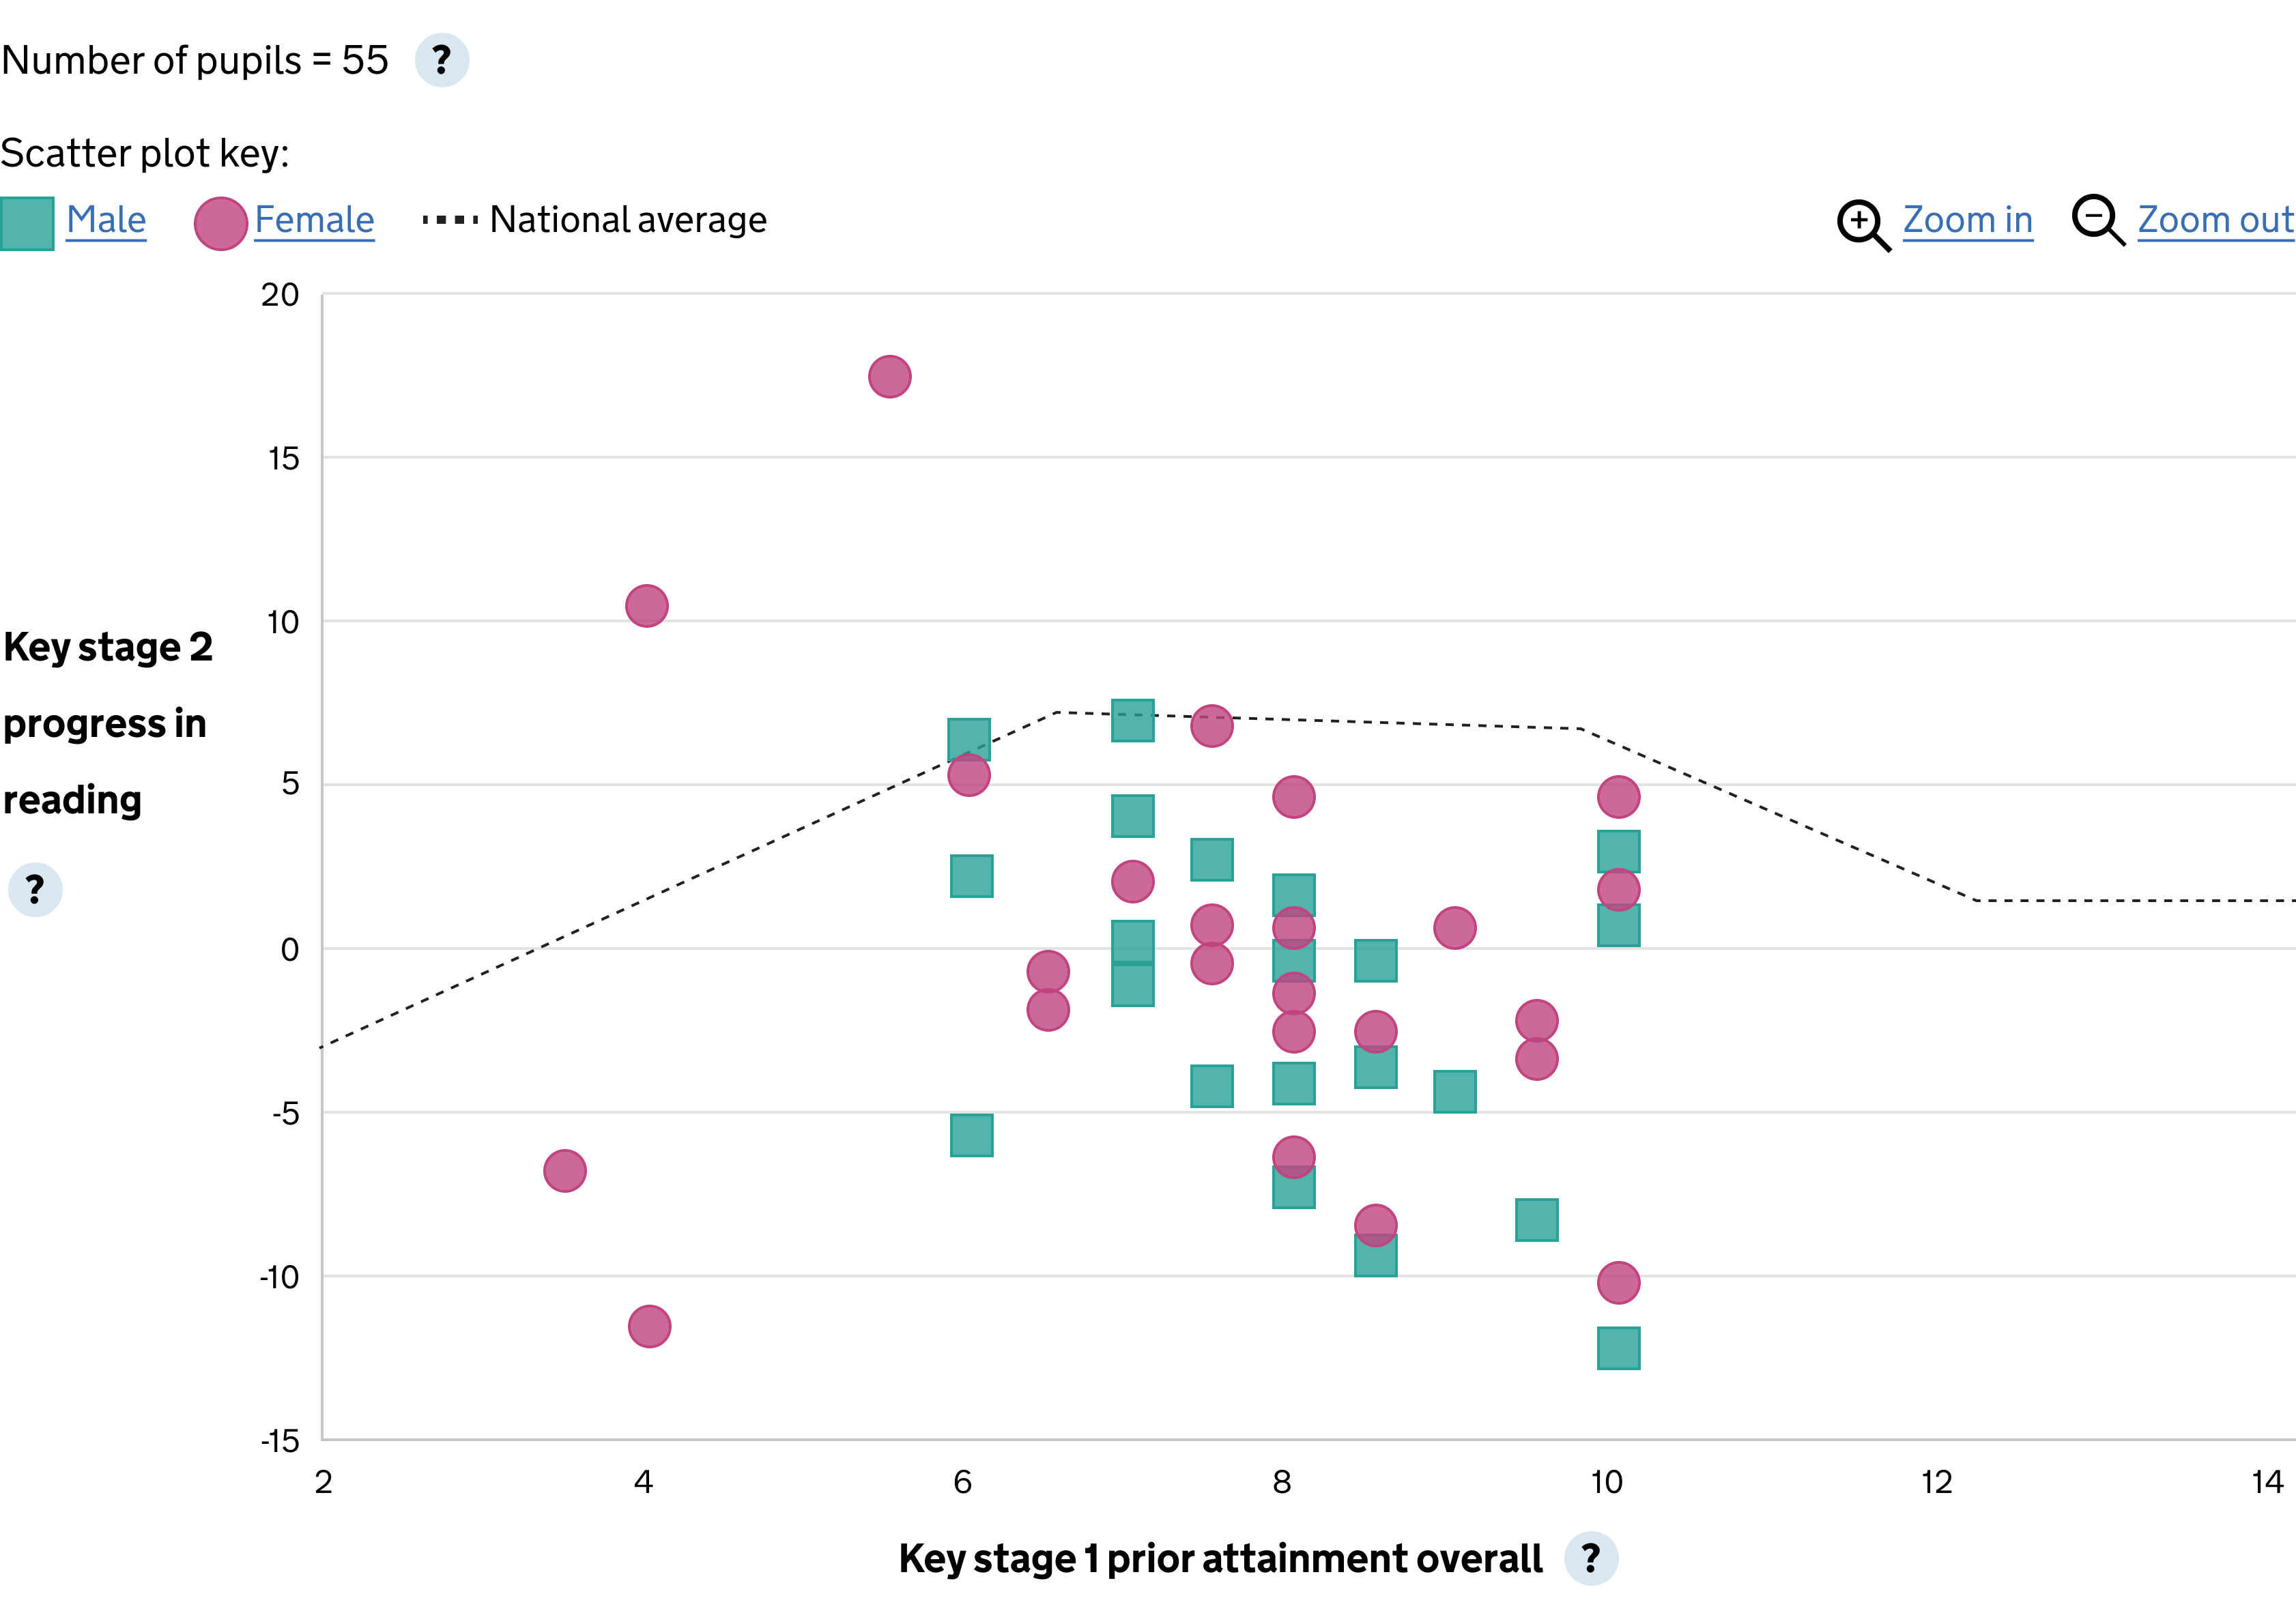 Number of pupils = 55 ?
Scatter plot key:
Male Female National average Zoom in Zoom out
20
15
10
Key stage 2
progress in
reading
?
5
0
-5
-10
-15
2 4 6 8 10 12 14
Key stage 1 prior attainment overall ?